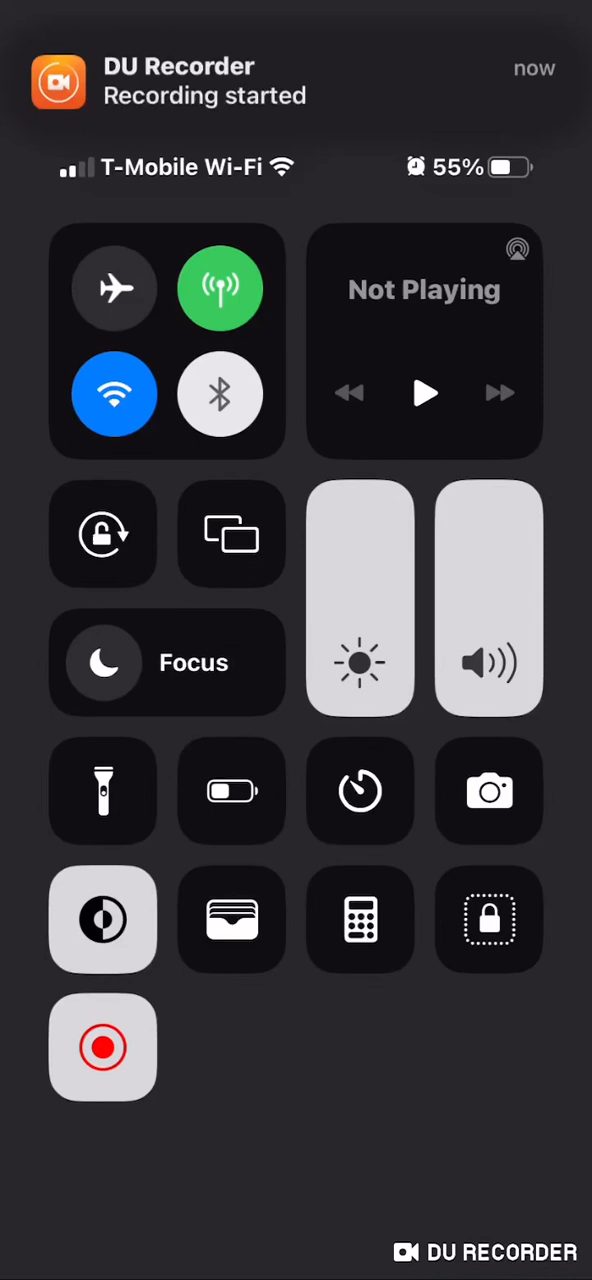 DU Recorder
now
Recording started
T-Mobile Wi-Fi
55%
Not Playing
Focus
DU RECORDER